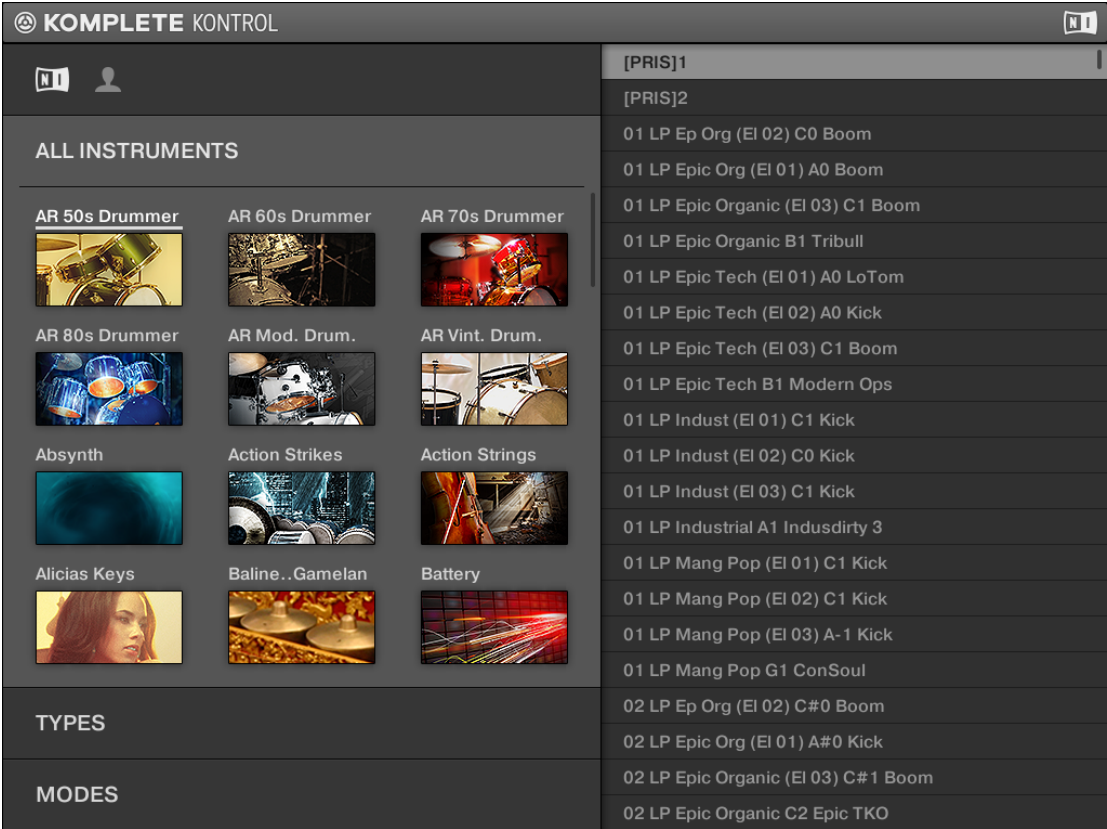 KOMPLETE KONTROL
NI
NI
ALL INSTRUMENTS
AR 50s Drummer
AR 60s Drummer
AR 70s Drummer
AR 80s Drummer
AR Mod. Drum.
AR Vint. Drum.
Absynth
Action Strikes
Action Strings
Alicias Keys
Baline..Gamelan
Battery
TYPES
MODES
[PRIS]1
[PRIS]2
01 LP Ep Org (El 02) C0 Boom
01 LP Epic Org (El 01) A0 Boom
01 LP Epic Organic (El 03) C1 Boom
01 LP Epic Organic B1 Tribull
01 LP Epic Tech (El 01) A0 LoTom
01 LP Epic Tech (El 02) A0 Kick
01 LP Epic Tech (El 03) C1 Boom
01 LP Epic Tech B1 Modern Ops
01 LP Indust (El 01) C1 Kick
01 LP Indust (El 02) C0 Kick
01 LP Indust (El 03) C1 Kick
01 LP Industrial A1 Indusdirty 3
01 LP Mang Pop (El 01) C1 Kick
01 LP Mang Pop (El 02) C1 Kick
01 LP Mang Pop (El 03) A-1 Kick
01 LP Mang Pop G1 ConSoul
02 LP Ep Org (El 02) C#0 Boom
02 LP Epic Org (El 01) A#0 Kick
02 LP Epic Organic (El 03) C#1 Boom
02 LP Epic Organic C2 Epic TKO